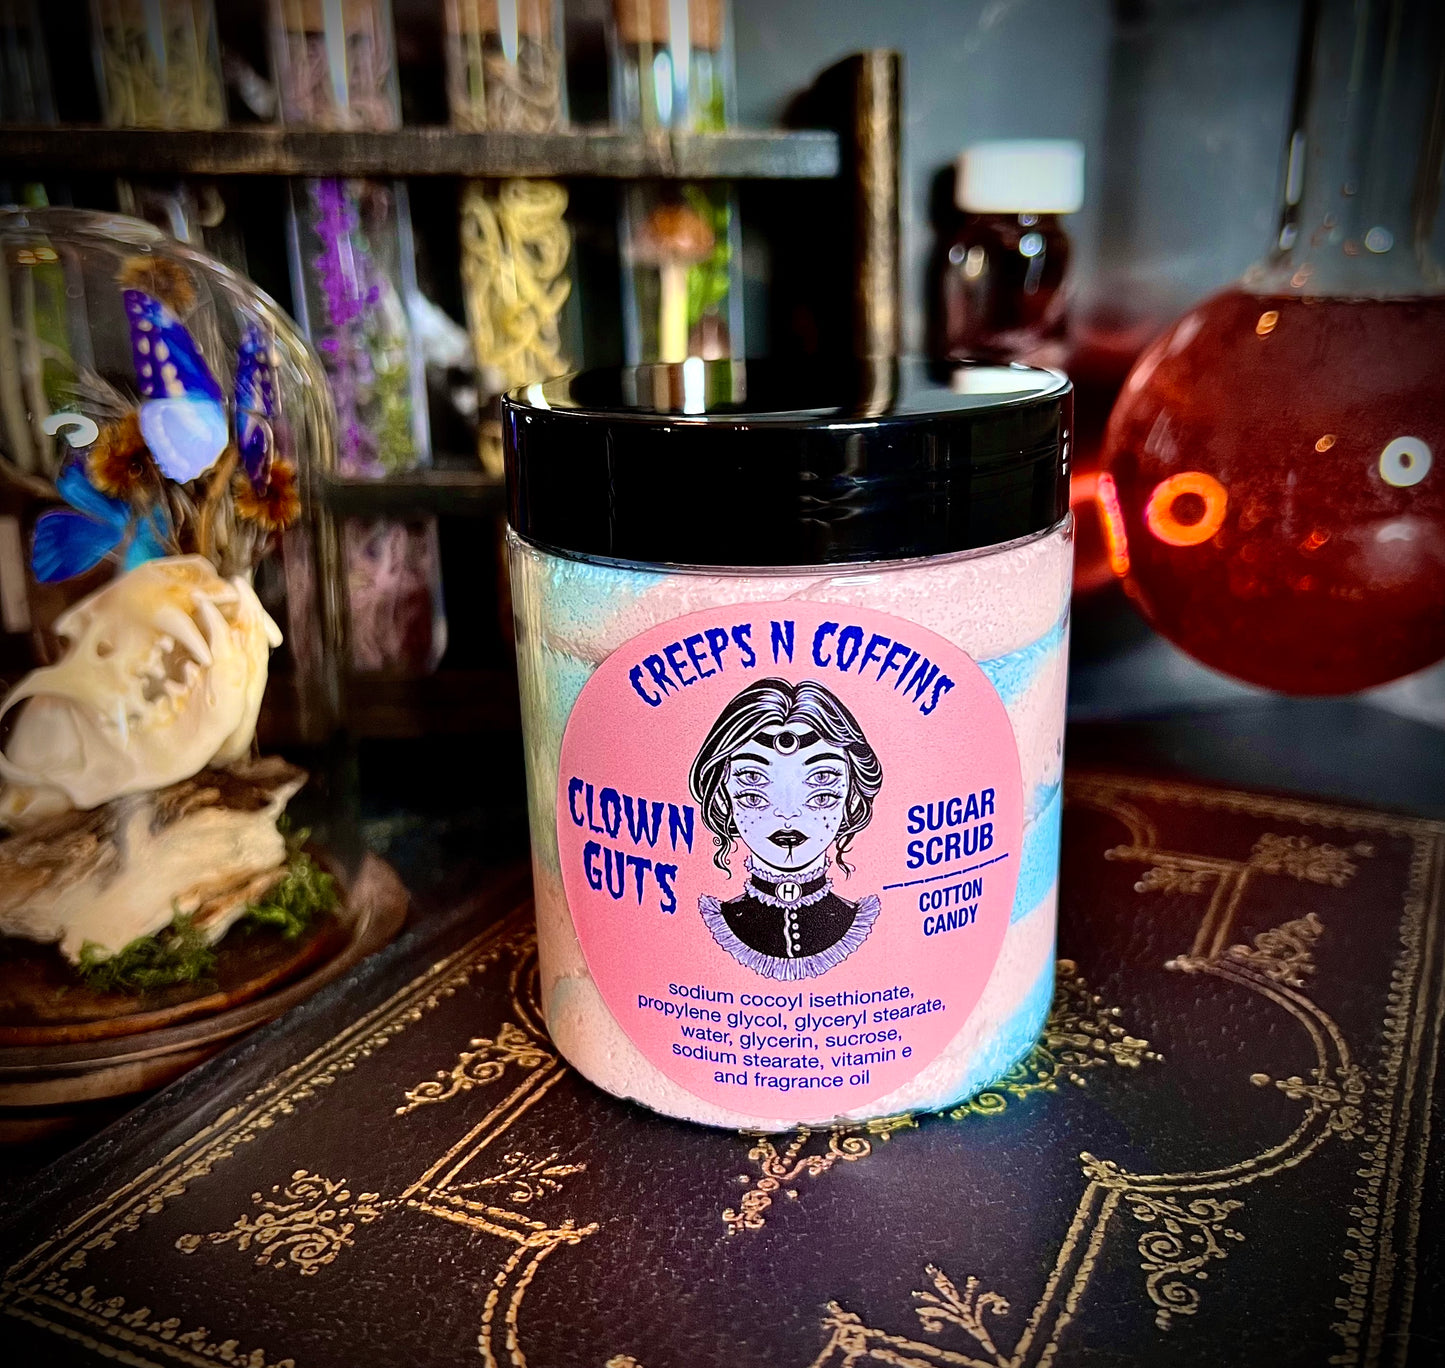 CREEPS N COFFINS
CLOWN
GUTS
H
SUGAR
SCRUB
COTTON
CANDY
sodium cocoyl isethionate,
propylene glycol, glyceryl stearate,
water, glycerin, sucrose,
sodium stearate, vitamin e
and fragrance oil